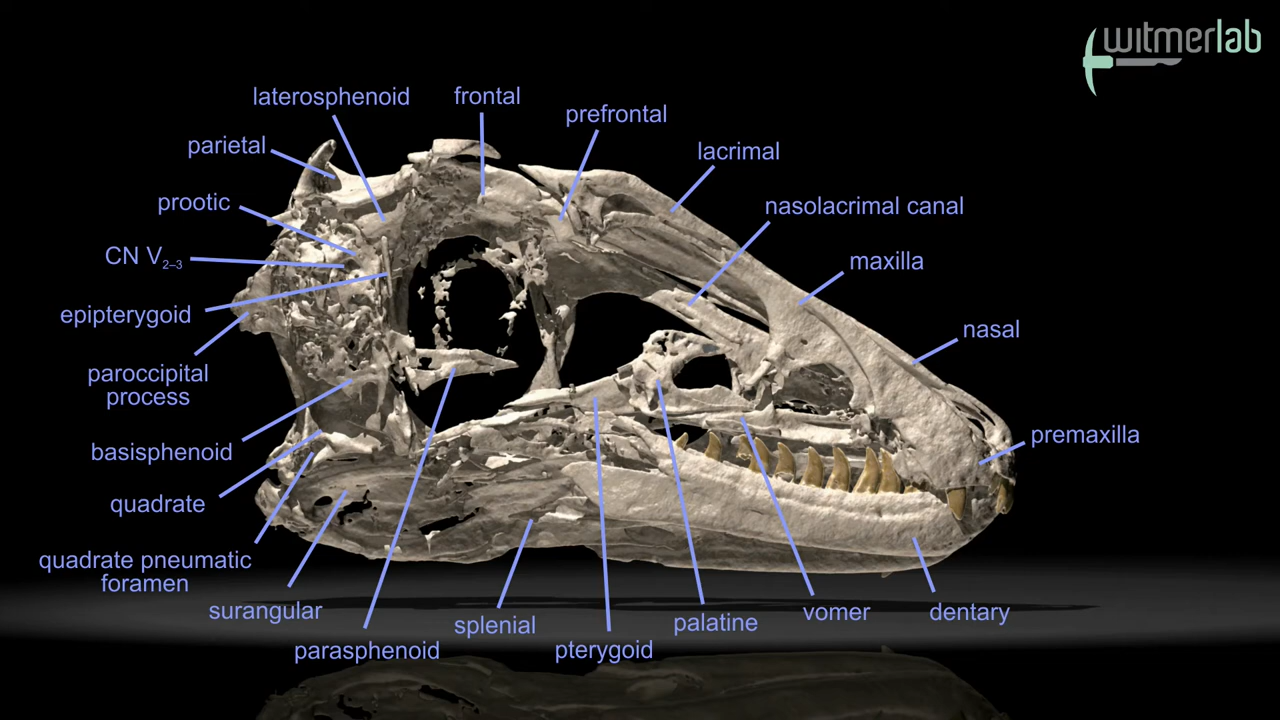 witmerlab
laterosphenoid
frontal
prefrontal
parietal
lacrimal
prootic
nasolacrimal canal
CN V2–3
maxilla
epipterygoid
nasal
paroccipital
process
premaxilla
basisphenoid
quadrate
quadrate pneumatic
foramen
surangular
parasphenoid
splenial
pterygoid
palatine
vomer
dentary